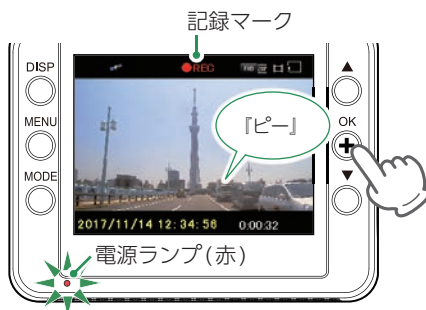 記録マーク
DISP
●REC
▲
MENU
『ピー』
OK
MODE
▼
2017/11/14 12:34:56 0:00:32
電源ランプ(赤)